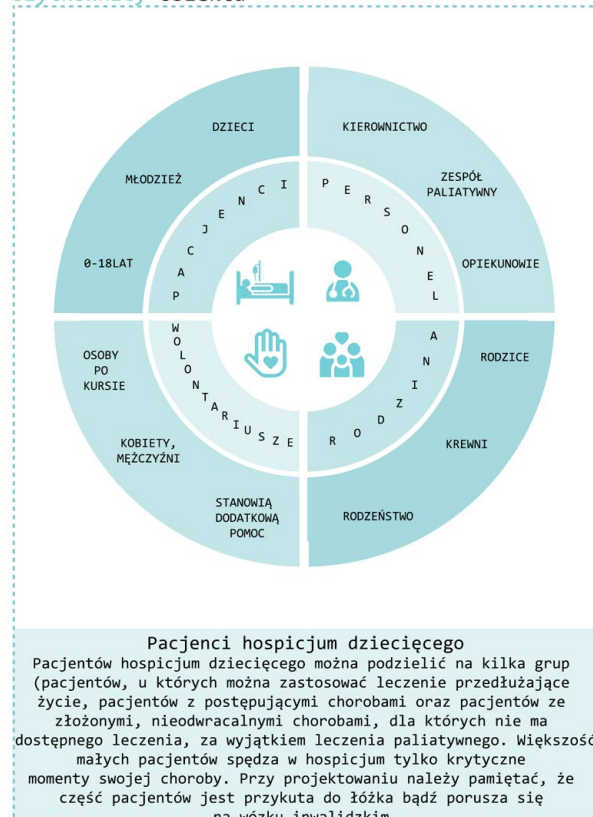 DZIECI
MŁODZIEŻ
0-18LAT
PACJENCI
KIEROWNICTWO
ZESPÓŁ
PALIATYWNY
OPIEKUNOWIE
PERSONEL
WOLONTARIUSZE
OSOBY
PO
KURSIE
KOBIETY,
MĘŻCZYŹNI
STANOWIĄ
DODATKOWĄ
POMOC
RODZINA
RODZICE
KREWNI
RODZEŃSTWO
Pacjenci hospicjum dziecięcego
Pacjentów hospicjum dziecięcego można podzielić na kilka grup
(pacjentów, u których można zastosować leczenie przedłużające
życie, pacjentów z postępującymi chorobami oraz pacjentów ze
złożonymi, nieodwracalnymi chorobami, dla których nie ma
dostępnego leczenia, za wyjątkiem leczenia paliatywnego. Większość
małych pacjentów spędza w hospicjum tylko krytyczne
momenty swojej choroby. Przy projektowaniu należy pamiętać, że
część pacjentów jest przykuta do łóżka bądź porusza się
na wózku inwalidzkim